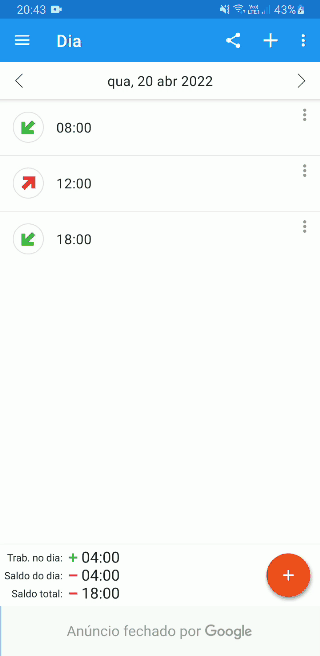 20:43 43%
Dia
qua, 20 abr 2022
08:00
12:00
18:00
Trab. no dia: + 04:00
Saldo do dia: - 04:00
Saldo total: - 18:00
+
Anúncio fechado por Google